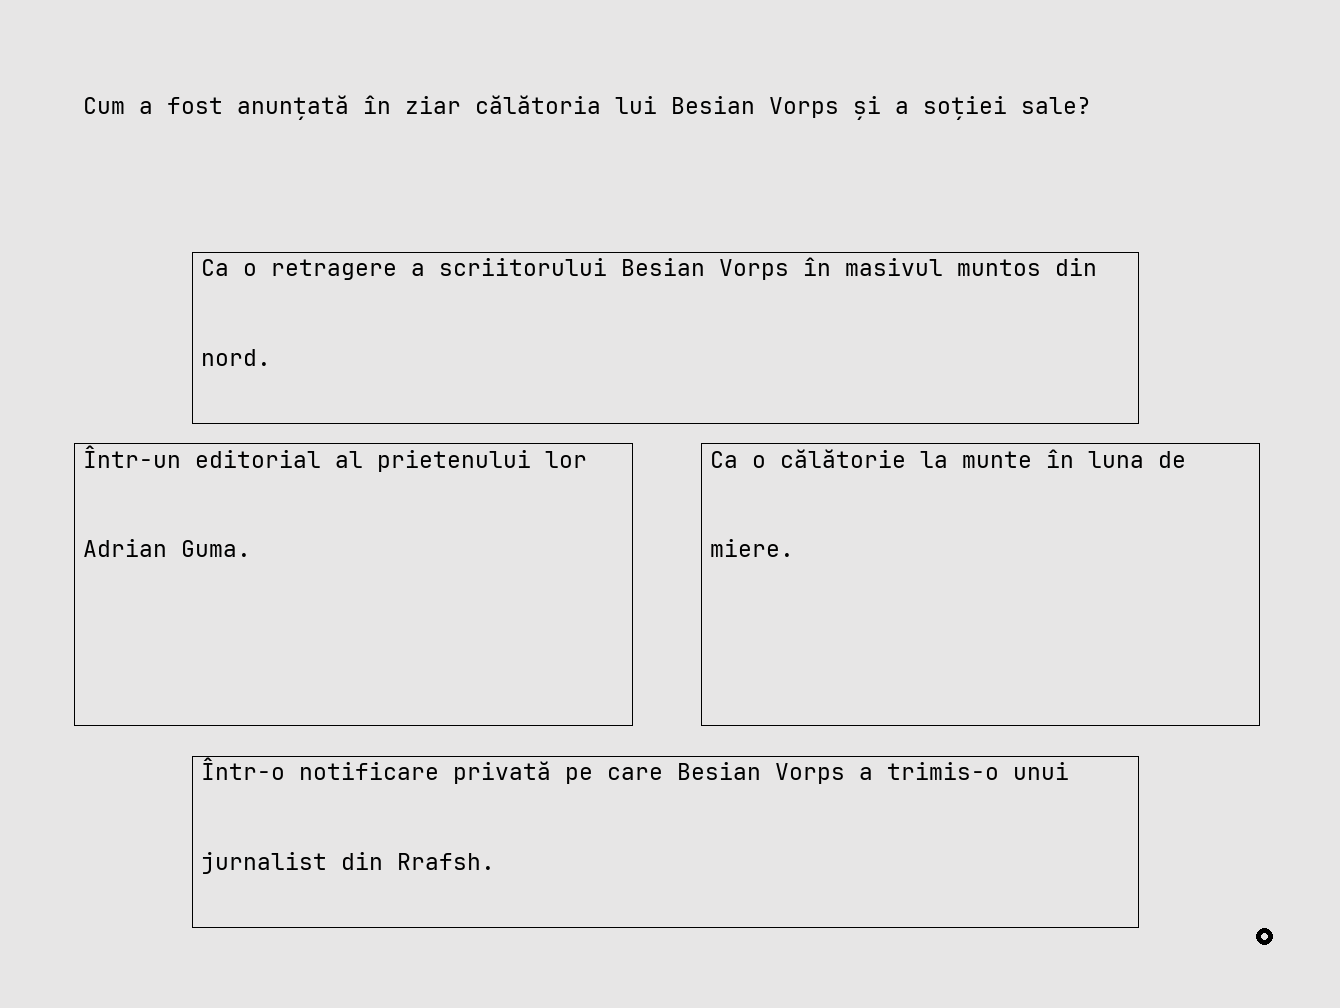 Cum a fost anunțată în ziar călătoria lui Besian Vorps și a soției sale?
Ca o retragere a scriitorului Besian Vorps în masivul muntos din
nord.
Într-un editorial al prietenului lor
Adrian Guma.
Ca o călătorie la munte în luna de
miere.
Într-o notificare privată pe care Besian Vorps a trimis-o unui
jurnalist din Rrafsh.